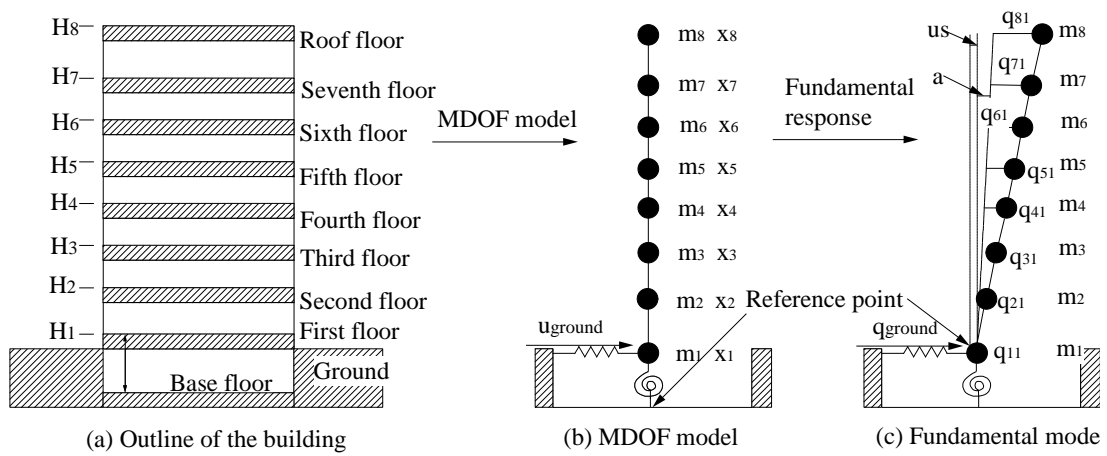 H8
Roof floor
H7
Seventh floor
H6
Sixth floor
H5
Fifth floor
H4
Fourth floor
H3
Third floor
H2
Second floor
H1
First floor
Base floor
Ground
(a) Outline of the building
MDOF model
m8 x8
m7 x7
m6 x6
m5 x5
m4 x4
m3 x3
m2 x2
m1 x1
uground
Reference point
(b) MDOF model
Fundamental
response
us
a
q81
m8
q71
m7
q61
m6
q51
m5
q41
m4
q31
m3
q21
m2
qground
q11
m1
(c) Fundamental mode